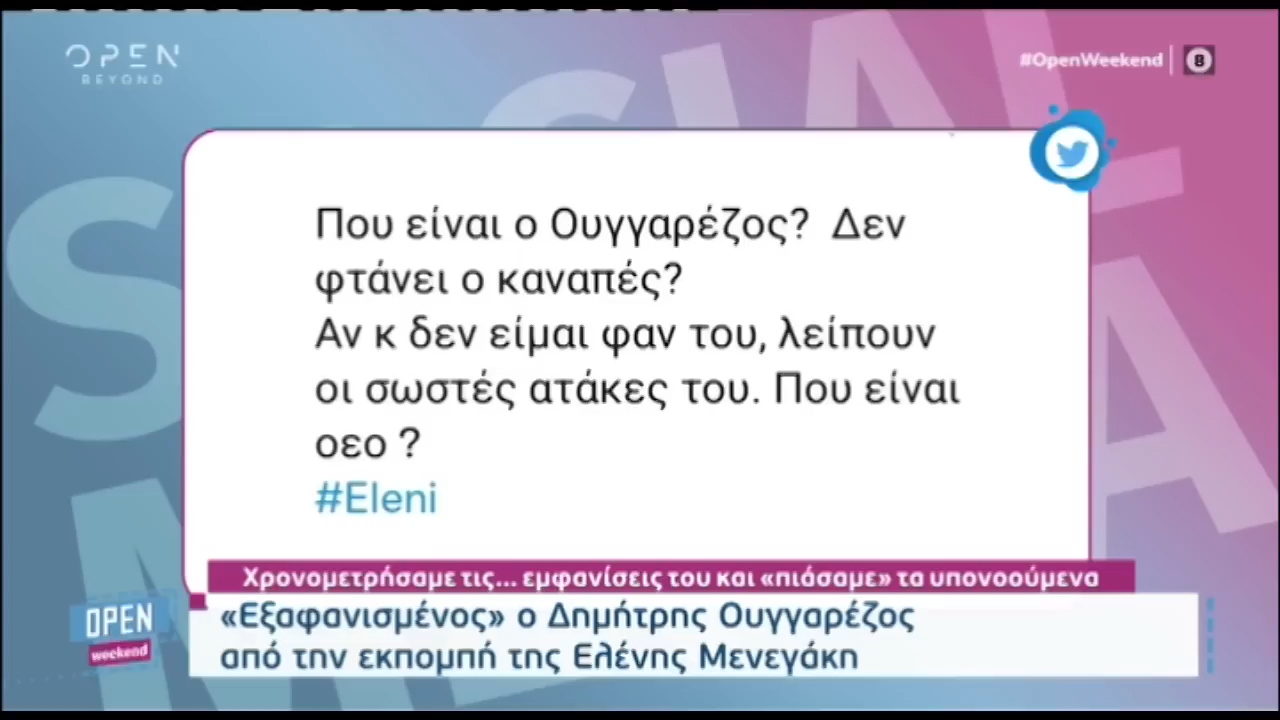 OPEN
BEYOND
#OpenWeekend
8
Που είναι ο Ουγγαρέζος? Δεν
φτάνει ο καναπές?
Αν κ δεν είμαι φαν του, λείπουν
οι σωστές ατάκες του. Που είναι
οεο ?
#Eleni
Χρονομετρήσαμε τις... εμφανίσεις του και «πιάσαμε» τα υπονοούμενα
«Εξαφανισμένος» ο Δημήτρης Ουγγαρέζος
από την εκπομπή της Ελένης Μενεγάκη
OPEN
weekend